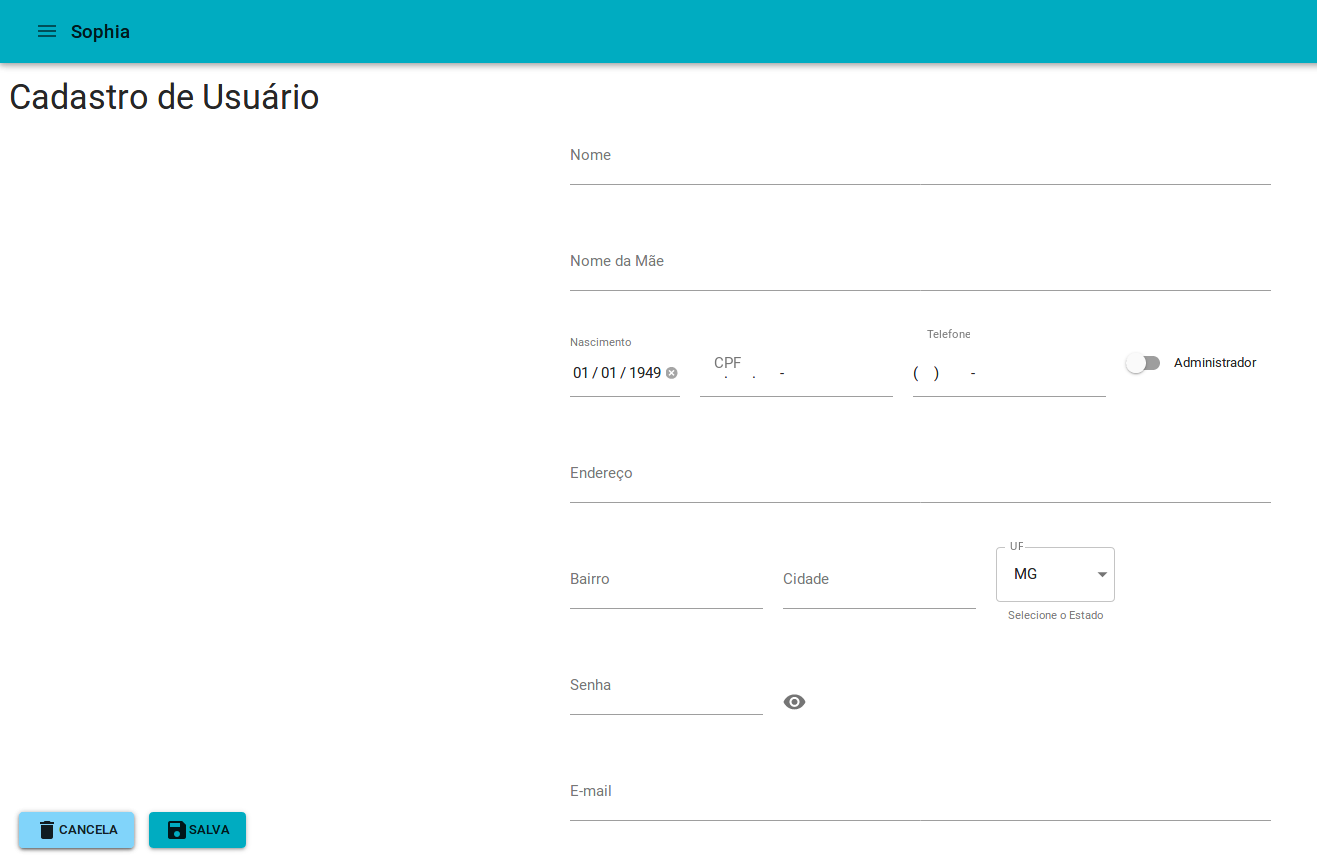 Sophia
Cadastro de Usuário
Nome
Nome da Mãe
Nascimento
Telefone
01/01/1949
CPF
. . -
( ) -
Administrador
Endereço
Bairro
Cidade
UF
MG
Selecione o Estado
Senha
E-mail
CANCELA
SALVA